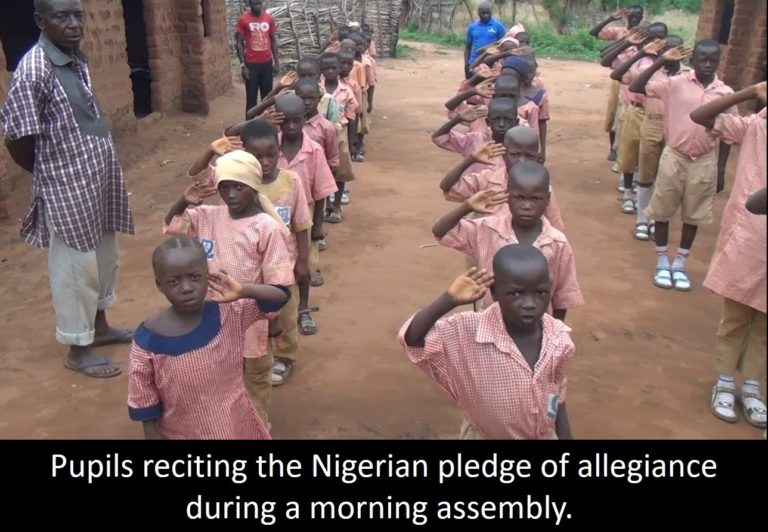 Pupils reciting the Nigerian pledge of allegiance
during a morning assembly.